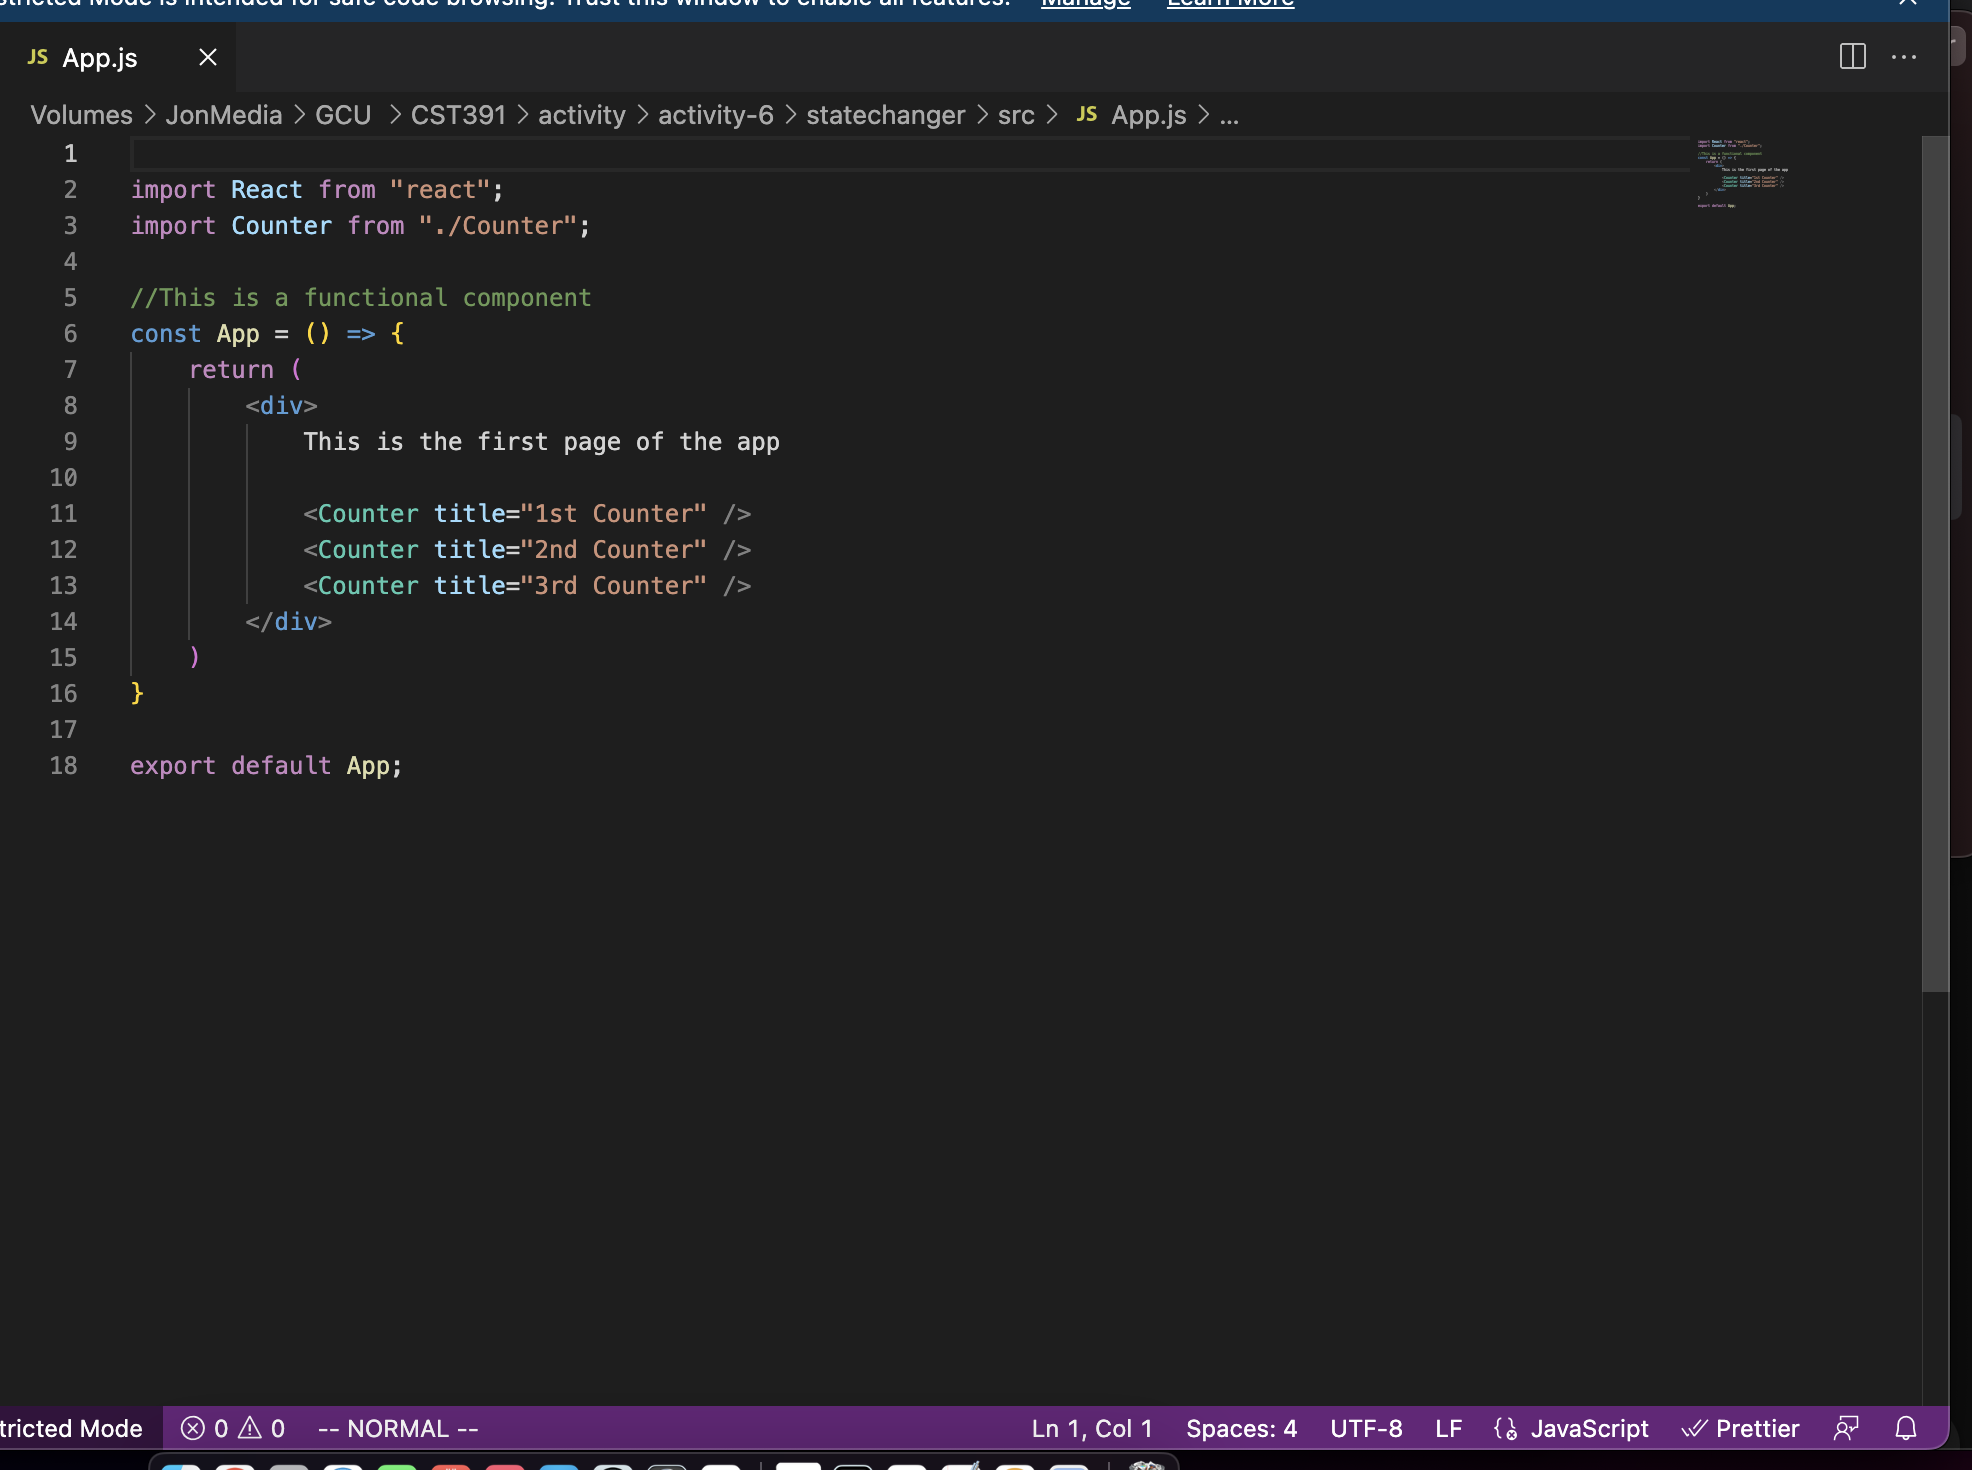 stricted Mode is intended for safe code browsing. Trust this window to enable all features. Manage Learn More
JS App.js
Volumes > JonMedia > GCU > CST391 > activity > activity-6 > statechanger > src > JS App.js > ...
1
2 import React from "react";
3 import Counter from "./Counter";
4
5 //This is a functional component
6 const App = () => {
7 return (
8 <div>
9 This is the first page of the app
10
11 <Counter title="1st Counter" />
12 <Counter title="2nd Counter" />
13 <Counter title="3rd Counter" />
14 </div>
15 )
16 }
17
18 export default App;
tricted Mode 0 0 -- NORMAL -- Ln 1, Col 1 Spaces: 4 UTF-8 LF JavaScript Prettier